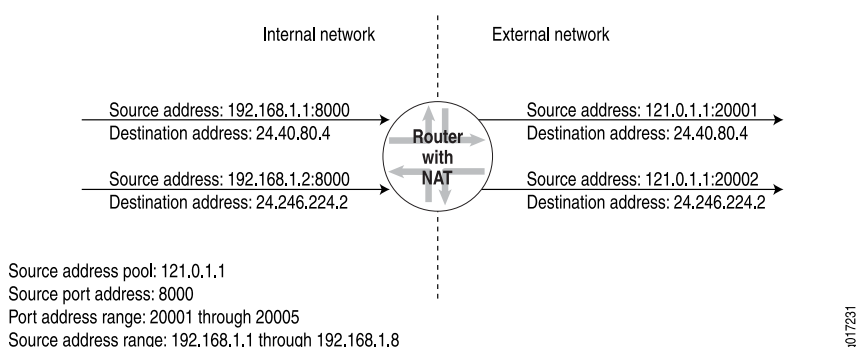 Internal network
External network
Source address: 192.168.1.1:8000
Destination address: 24.40.80.4
Source address: 121.0.1.1:20001
Destination address: 24.40.80.4
Router
with
NAT
Source address: 192.168.1.2:8000
Destination address: 24.246.224.2
Source address: 121.0.1.1:20002
Destination address: 24.246.224.2
Source address pool: 121.0.1.1
Source port address: 8000
Port address range: 20001 through 20005
Source address range: 192.168.1.1 through 192.168.1.8